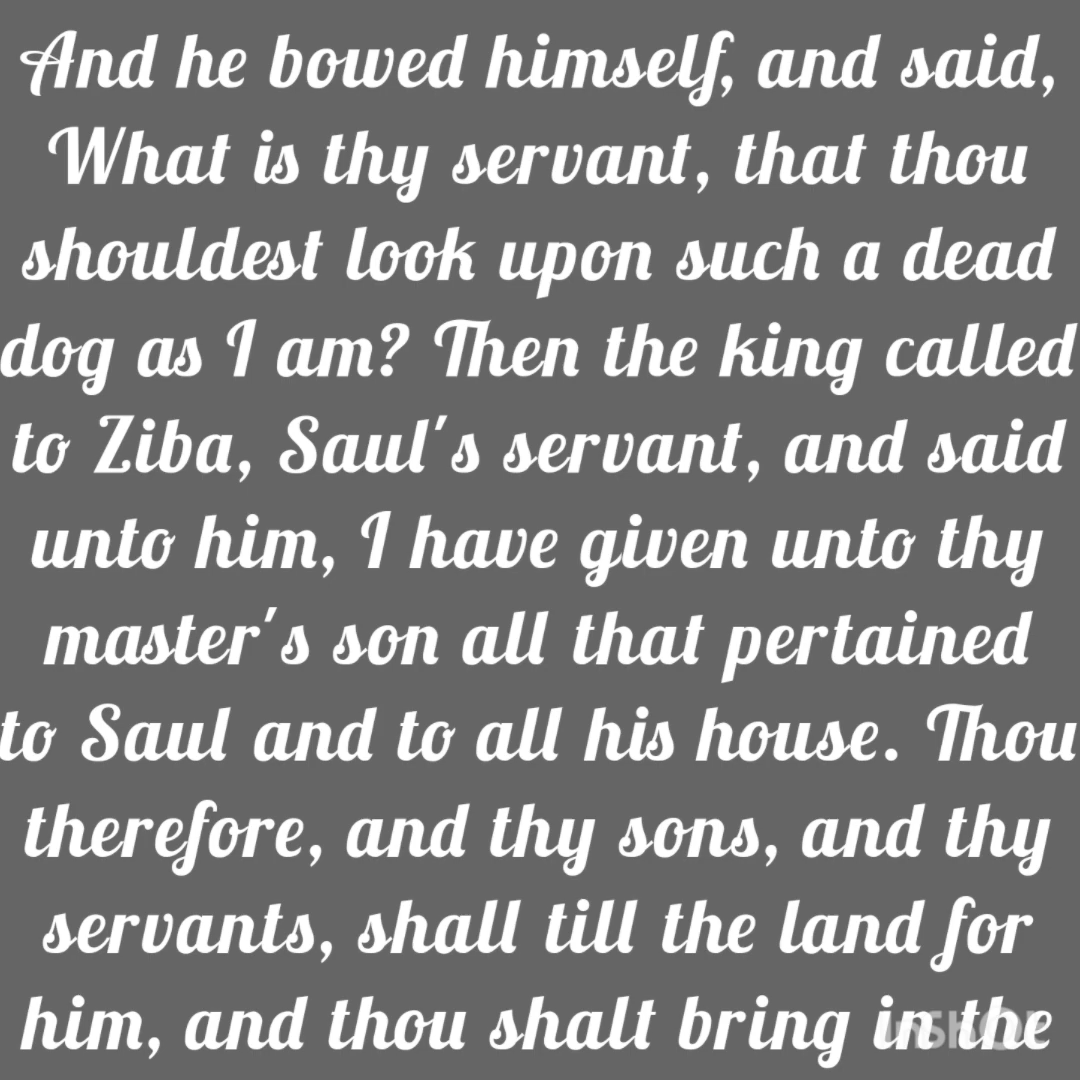 And he bowed himself, and said,
What is thy servant, that thou
shouldest look upon such a dead
dog as I am? Then the king called
to Ziba, Saul's servant, and said
unto him, I have given unto thy
master's son all that pertained
to Saul and to all his house. Thou
therefore, and thy sons, and thy
servants, shall till the land for
him, and thou shalt bring in the
InShOt